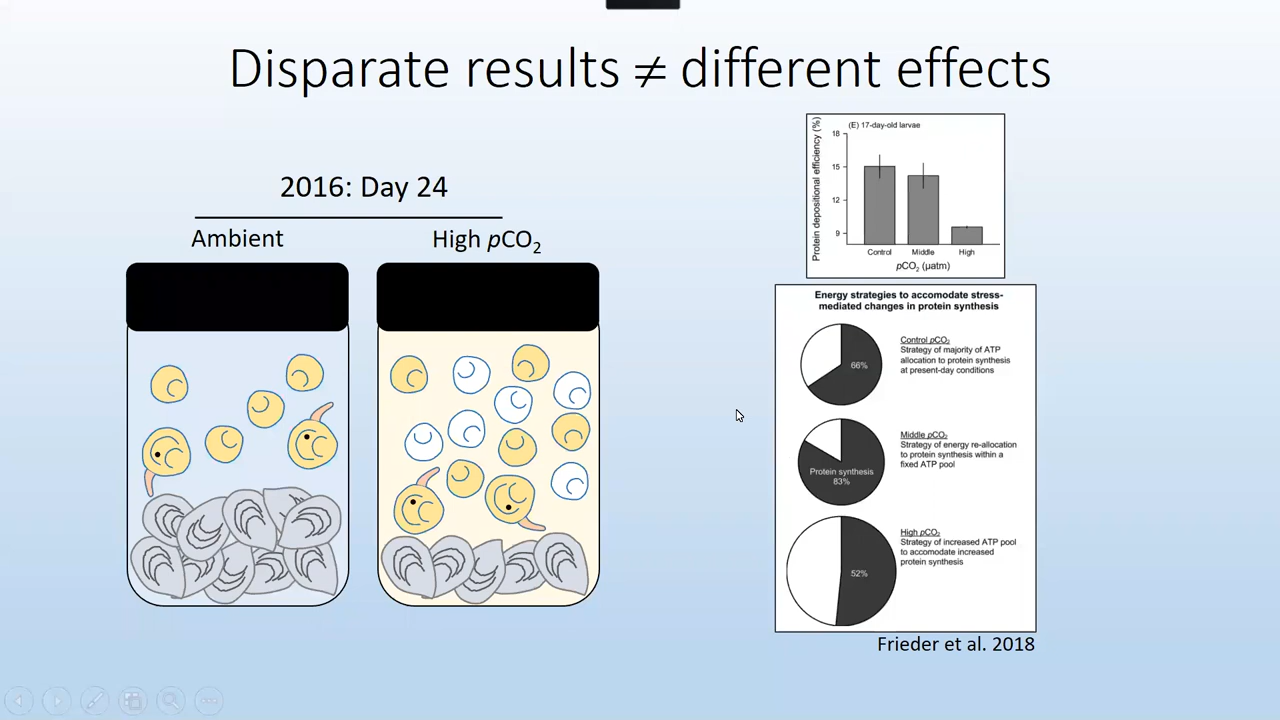 Disparate results ≠ different effects
2016: Day 24
Ambient
High pCO₂
(E) 17-day-old larvae
Protein depositional efficiency (%)
18
15
12
9
Control
Middle
High
pCO₂ (µatm)
Energy strategies to accomodate stress-
mediated changes in protein synthesis
66%
Control pCO₂
Strategy of majority of ATP
allocation to protein synthesis
at present-day conditions
Protein synthesis
83%
Middle pCO₂
Strategy of energy re-allocation
to protein synthesis within a
fixed ATP pool
52%
High pCO₂
Strategy of increased ATP pool
to accomodate increased
protein synthesis
Frieder et al. 2018